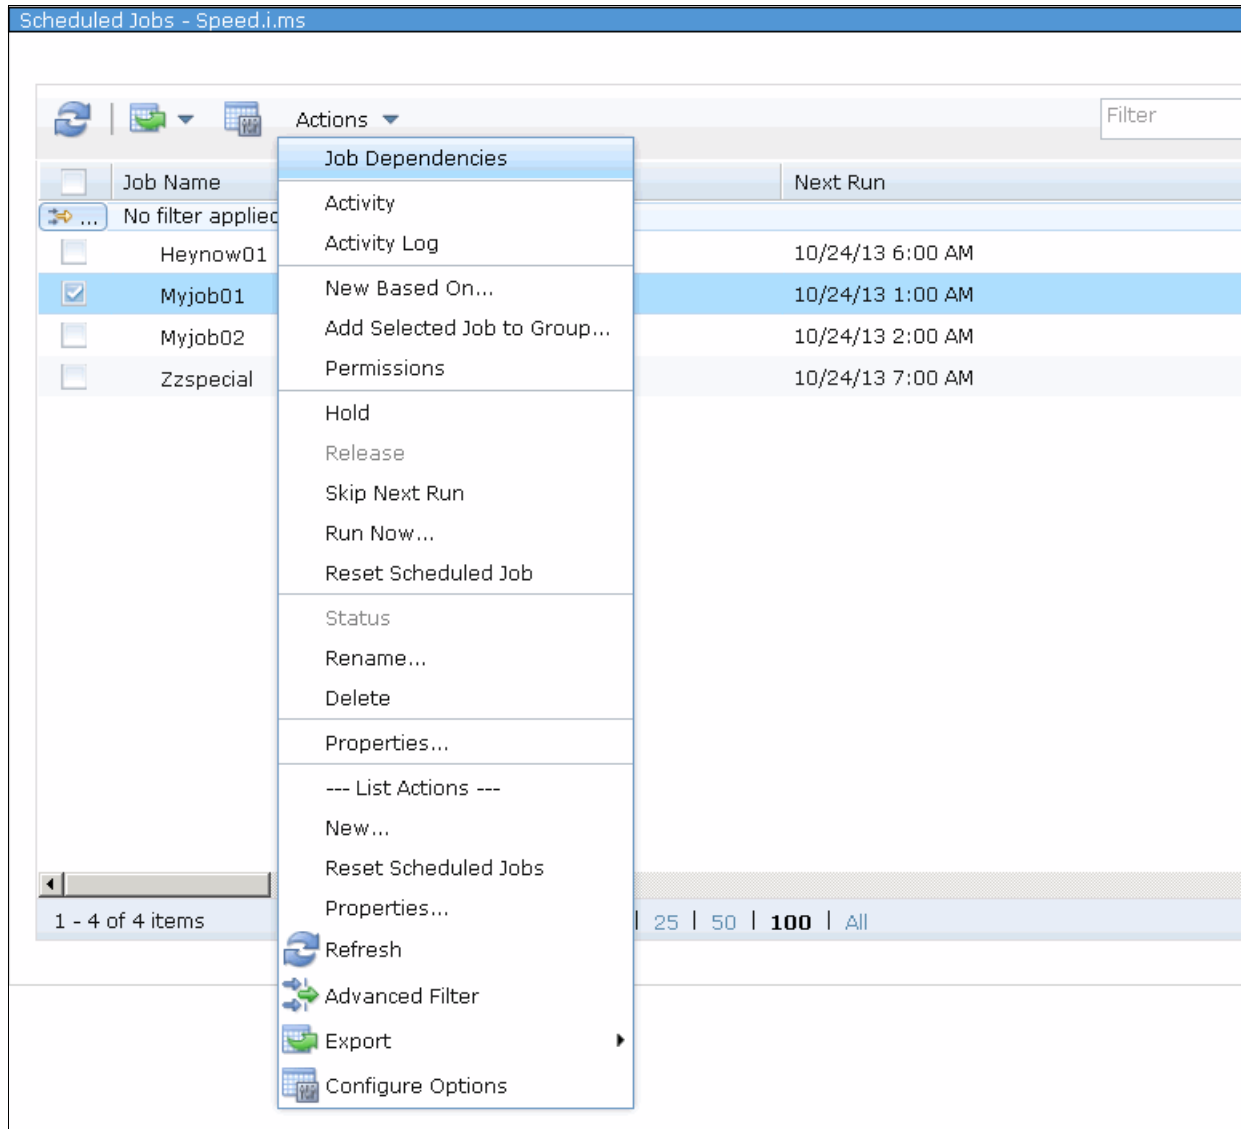 Scheduled Jobs - Speed.i.ms
Actions
Filter
Job Dependencies
Job Name
Next Run
Activity
... No filter applied
Activity Log
Heynow01 10/24/13 6:00 AM
New Based On...
Myjob01 10/24/13 1:00 AM
Add Selected Job to Group...
Myjob02 10/24/13 2:00 AM
Permissions
Zzspecial 10/24/13 7:00 AM
Hold
Release
Skip Next Run
Run Now...
Reset Scheduled Job
Status
Rename...
Delete
Properties...
--- List Actions ---
New...
Reset Scheduled Jobs
Properties...
1 - 4 of 4 items | 25 | 50 | 100 | All
Refresh
Advanced Filter
Export
Configure Options